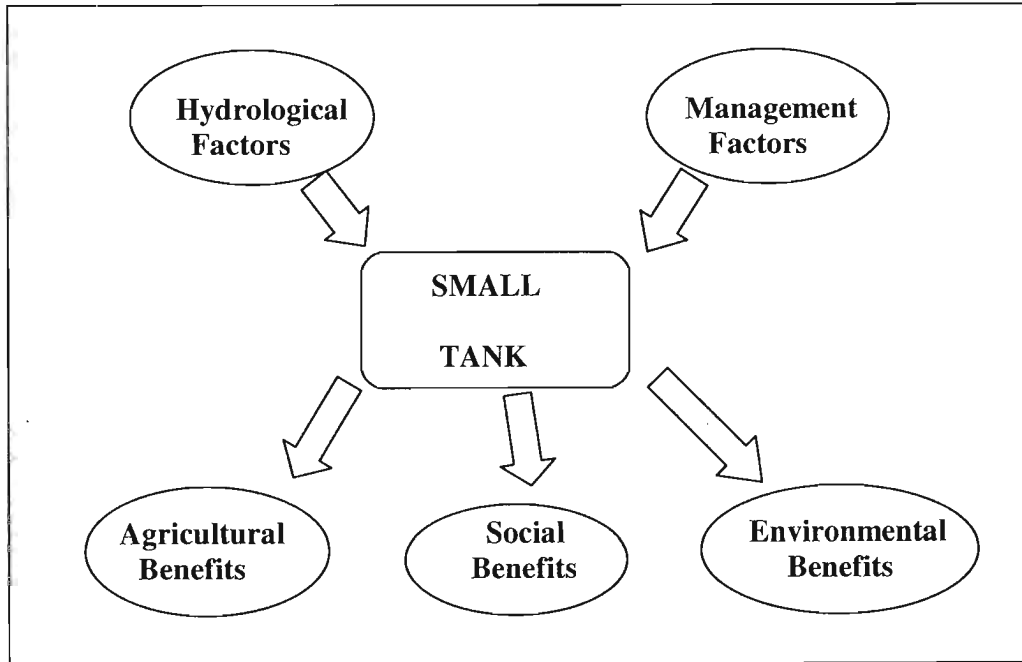 Hydrological
Factors
Management
Factors
SMALL
TANK
Agricultural
Benefits
Social
Benefits
Environmental
Benefits